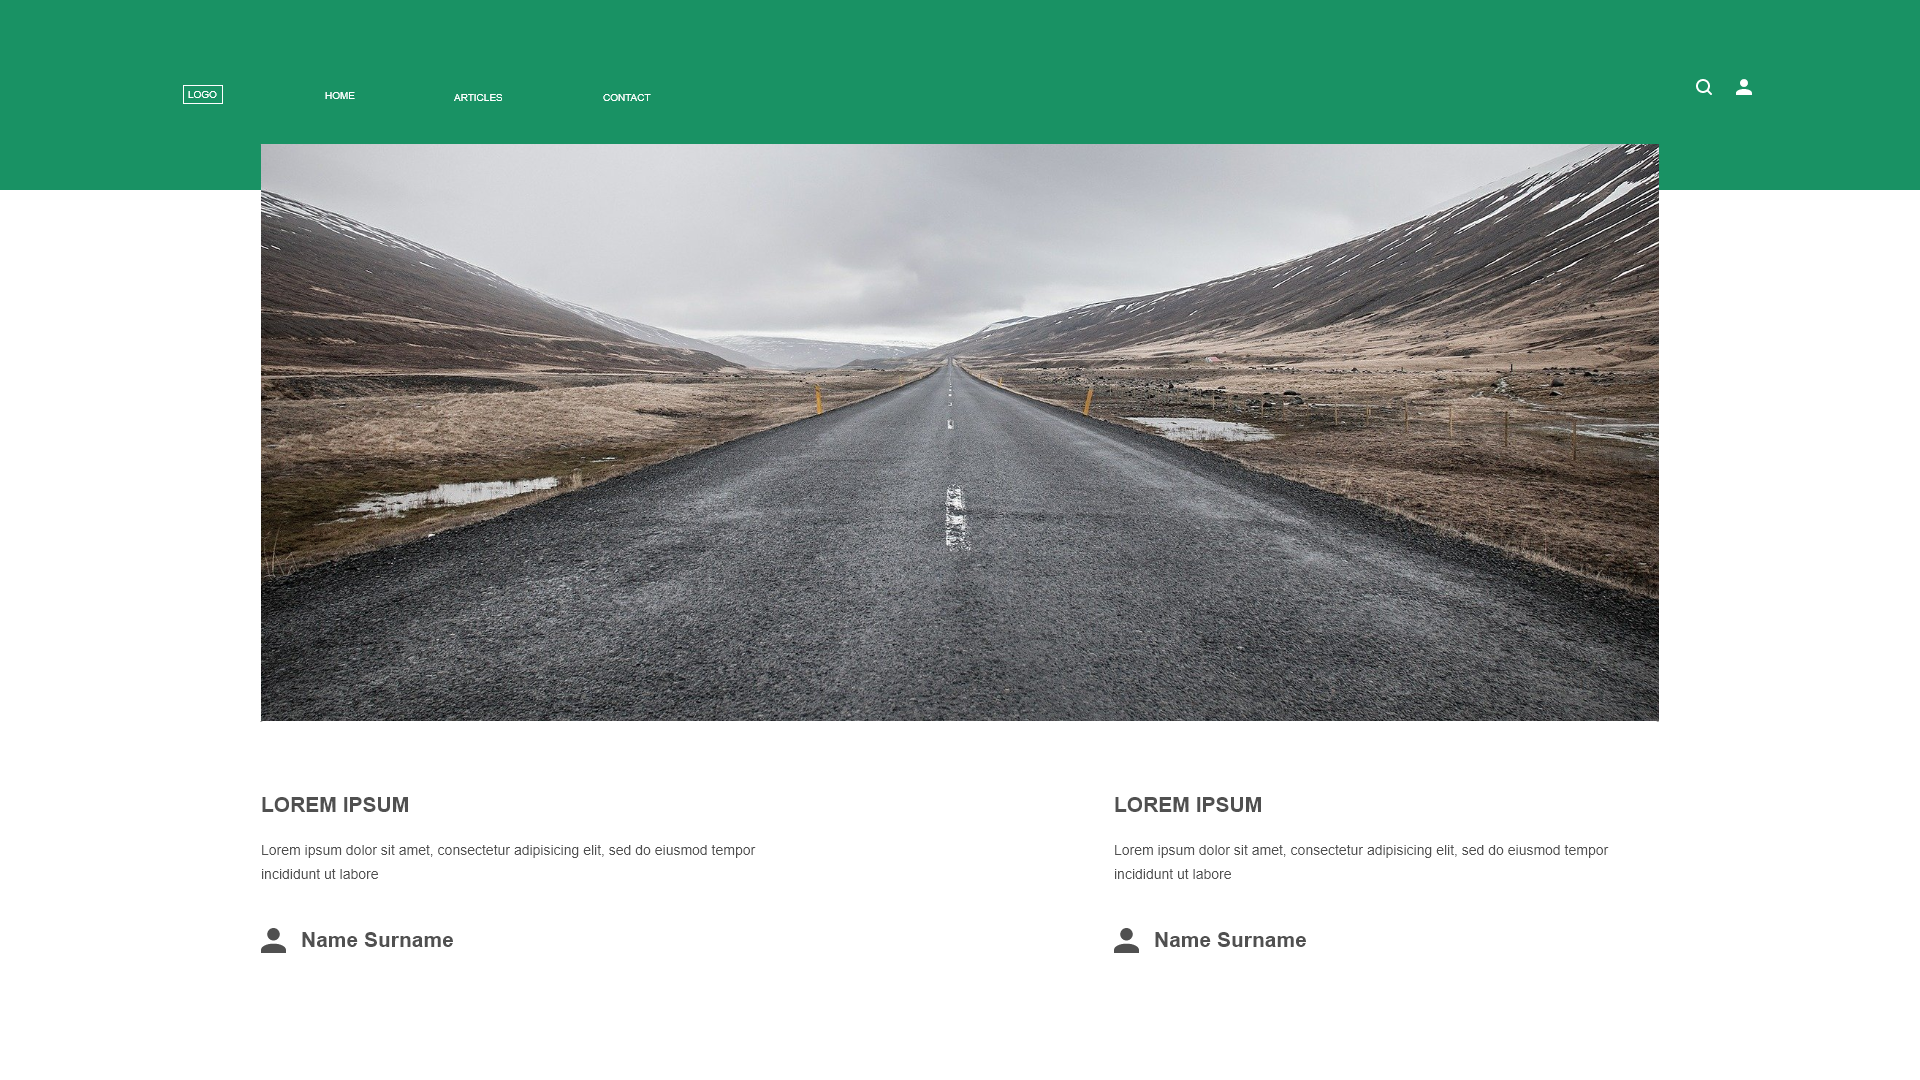 LOGO
HOME
ARTICLES
CONTACT
LOREM IPSUM
Lorem ipsum dolor sit amet, consectetur adipisicing elit, sed do eiusmod tempor
incididunt ut labore
Name Surname
LOREM IPSUM
Lorem ipsum dolor sit amet, consectetur adipisicing elit, sed do eiusmod tempor
incididunt ut labore
Name Surname